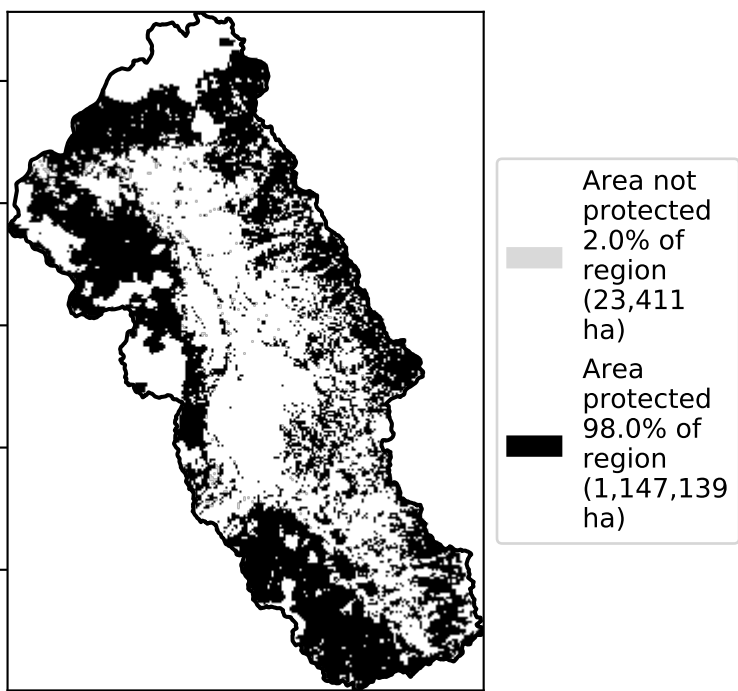 Area not
protected
2.0% of
region
(23,411
ha)
Area
protected
98.0% of
region
(1,147,139
ha)